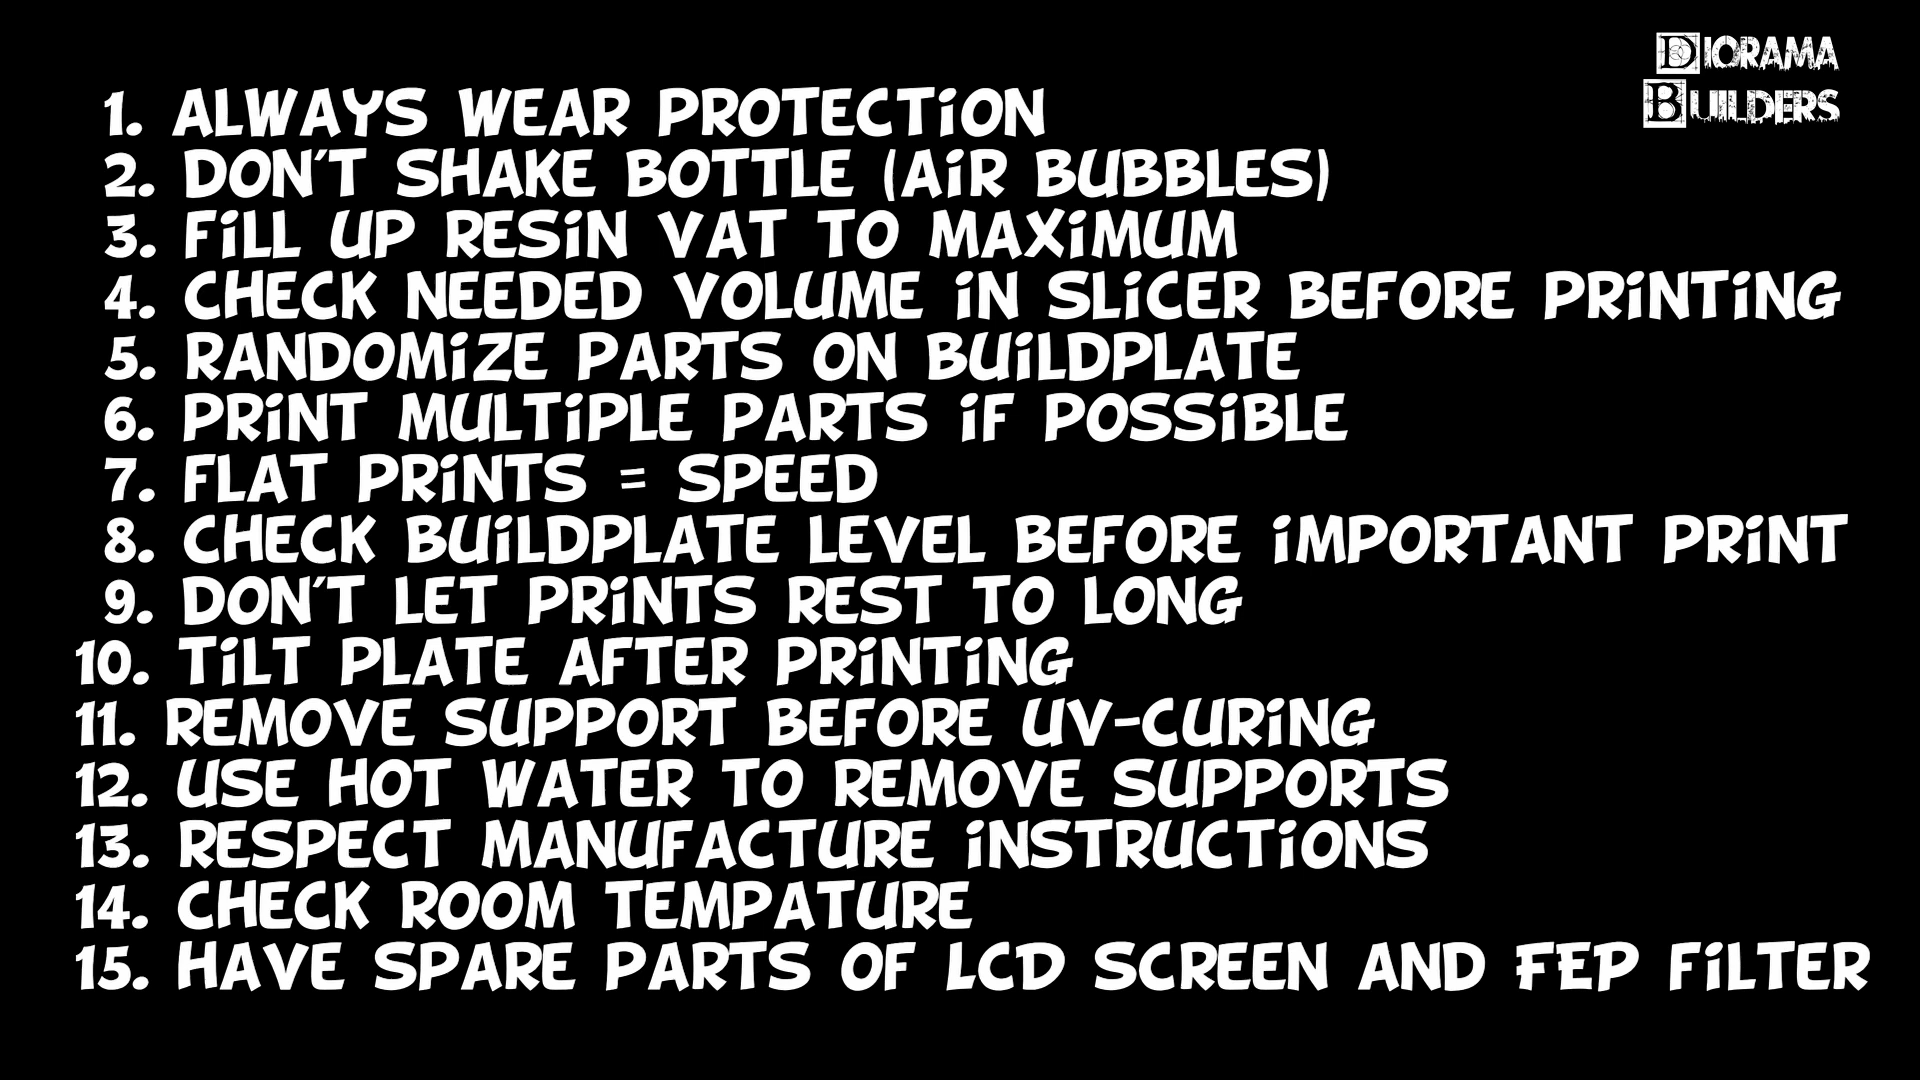 DIORAMA
BUILDERS
1. ALWAYS WEAR PROTECTiON
2. DON'T SHAKE BOTTLE (AiR BUBBLES)
3. FiLL UP RESiN VAT TO MAXiMUM
4. CHECK NEEDED VOLUME iN SLiCER BEFORE PRiNTiNG
5. RANDOMiZE PARTS ON BUiLDPLATE
6. PRiNT MULTiPLE PARTS iF POSSiBLE
7. FLAT PRiNTS = SPEED
8. CHECK BUiLDPLATE LEVEL BEFORE iMPORTANT PRiNT
9. DON'T LET PRiNTS REST TO LONG
10. TiLT PLATE AFTER PRiNTiNG
11. REMOVE SUPPORT BEFORE UV-CURiNG
12. USE HOT WATER TO REMOVE SUPPORTS
13. RESPECT MANUFACTURE iNSTRUCTiONS
14. CHECK ROOM TEMPATURE
15. HAVE SPARE PARTS OF LCD SCREEN AND FEP FiLTER